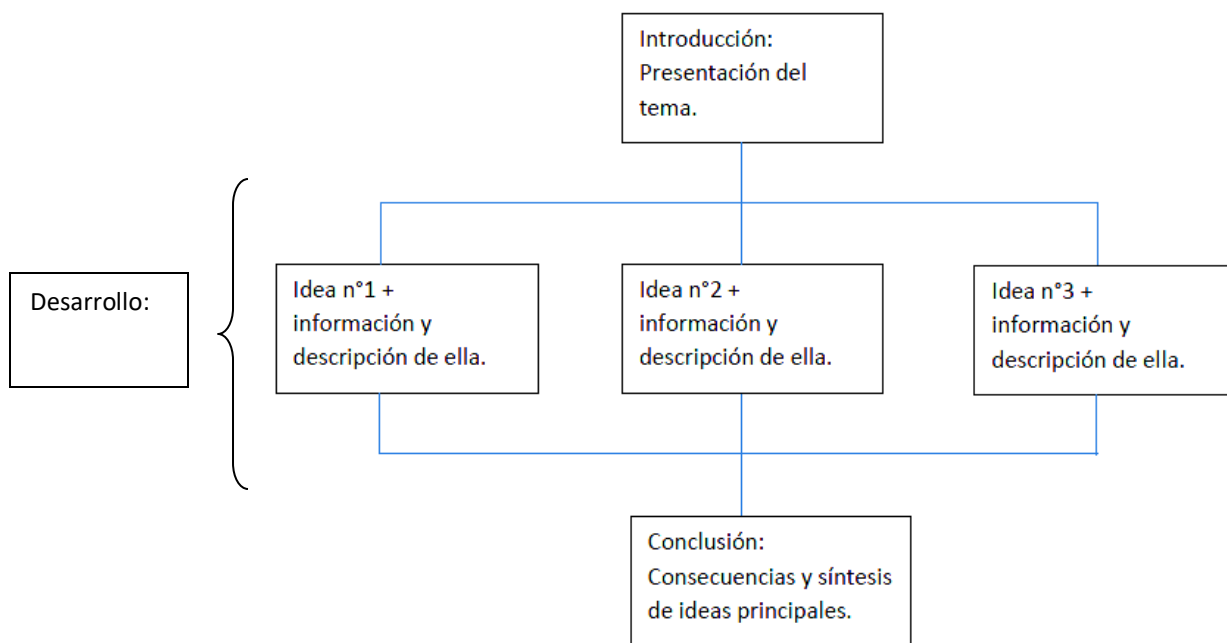 Introducción:
Presentación del
tema.
Desarrollo:
Idea n°1 +
información y
descripción de ella.
Idea n°2 +
información y
descripción de ella.
Idea n°3 +
información y
descripción de ella.
Conclusión:
Consecuencias y síntesis
de ideas principales.